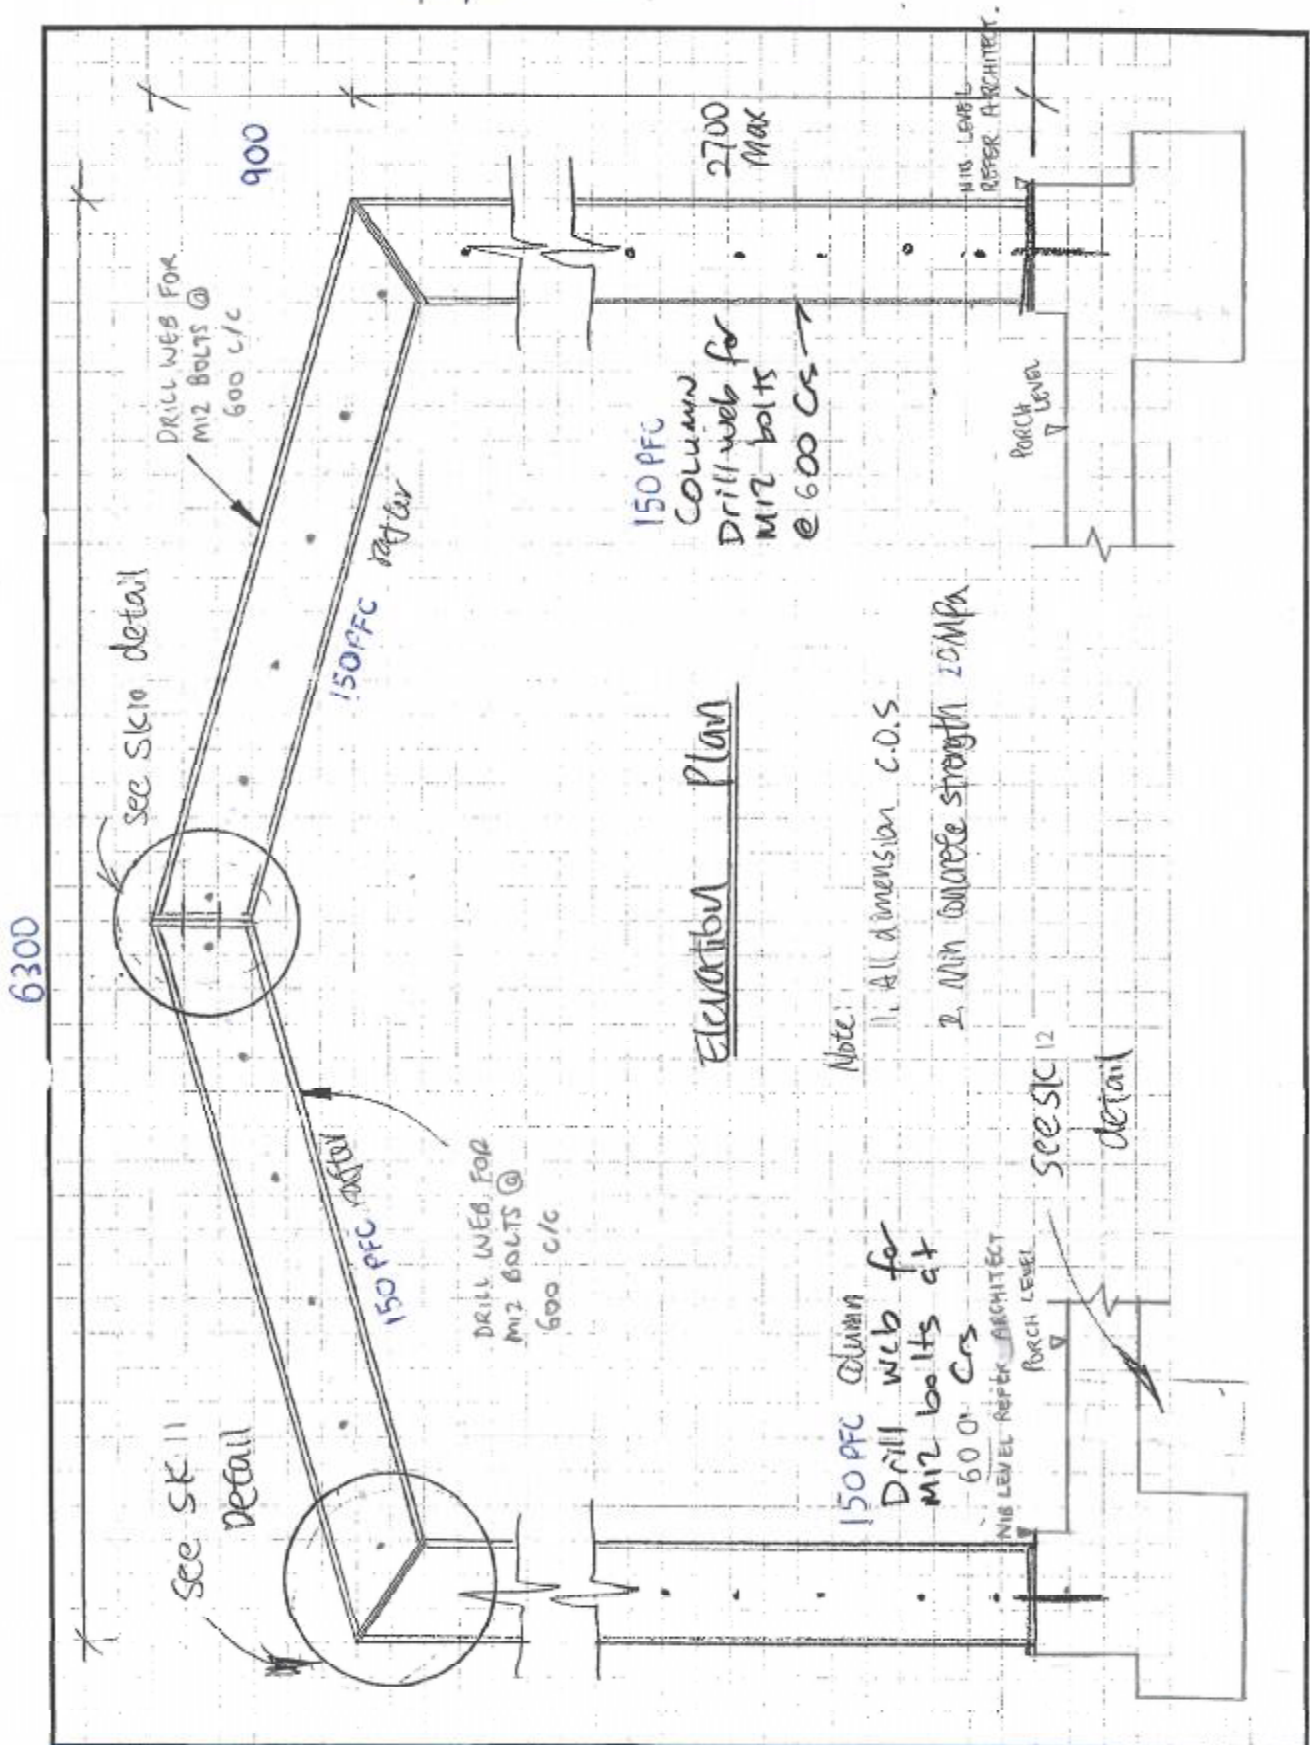 6300
900
2700
Max
NIB LEVEL
REFER ARCHITECT.
see SK10 detail
DRILL WEB FOR
M12 BOLTS @
600 c/c
See SK 11
Detail
150PFC rafter
150 PFC rafter
DRILL WEB FOR
M12 BOLTS @
600 c/c
150 PFC
COLUMN
Drill web for
M12 bolts
@ 600 Crs
Elevation Plan
150 PFC column
Drill web for
M12 bolts at
600 Crs
NIB LEVEL REFER ARCHITECT
PORCH LEVEL
PORCH
LEVEL
Note:
1. All dimension C.O.S
2. Min concrete strength 20MPa
see SK 12
detail